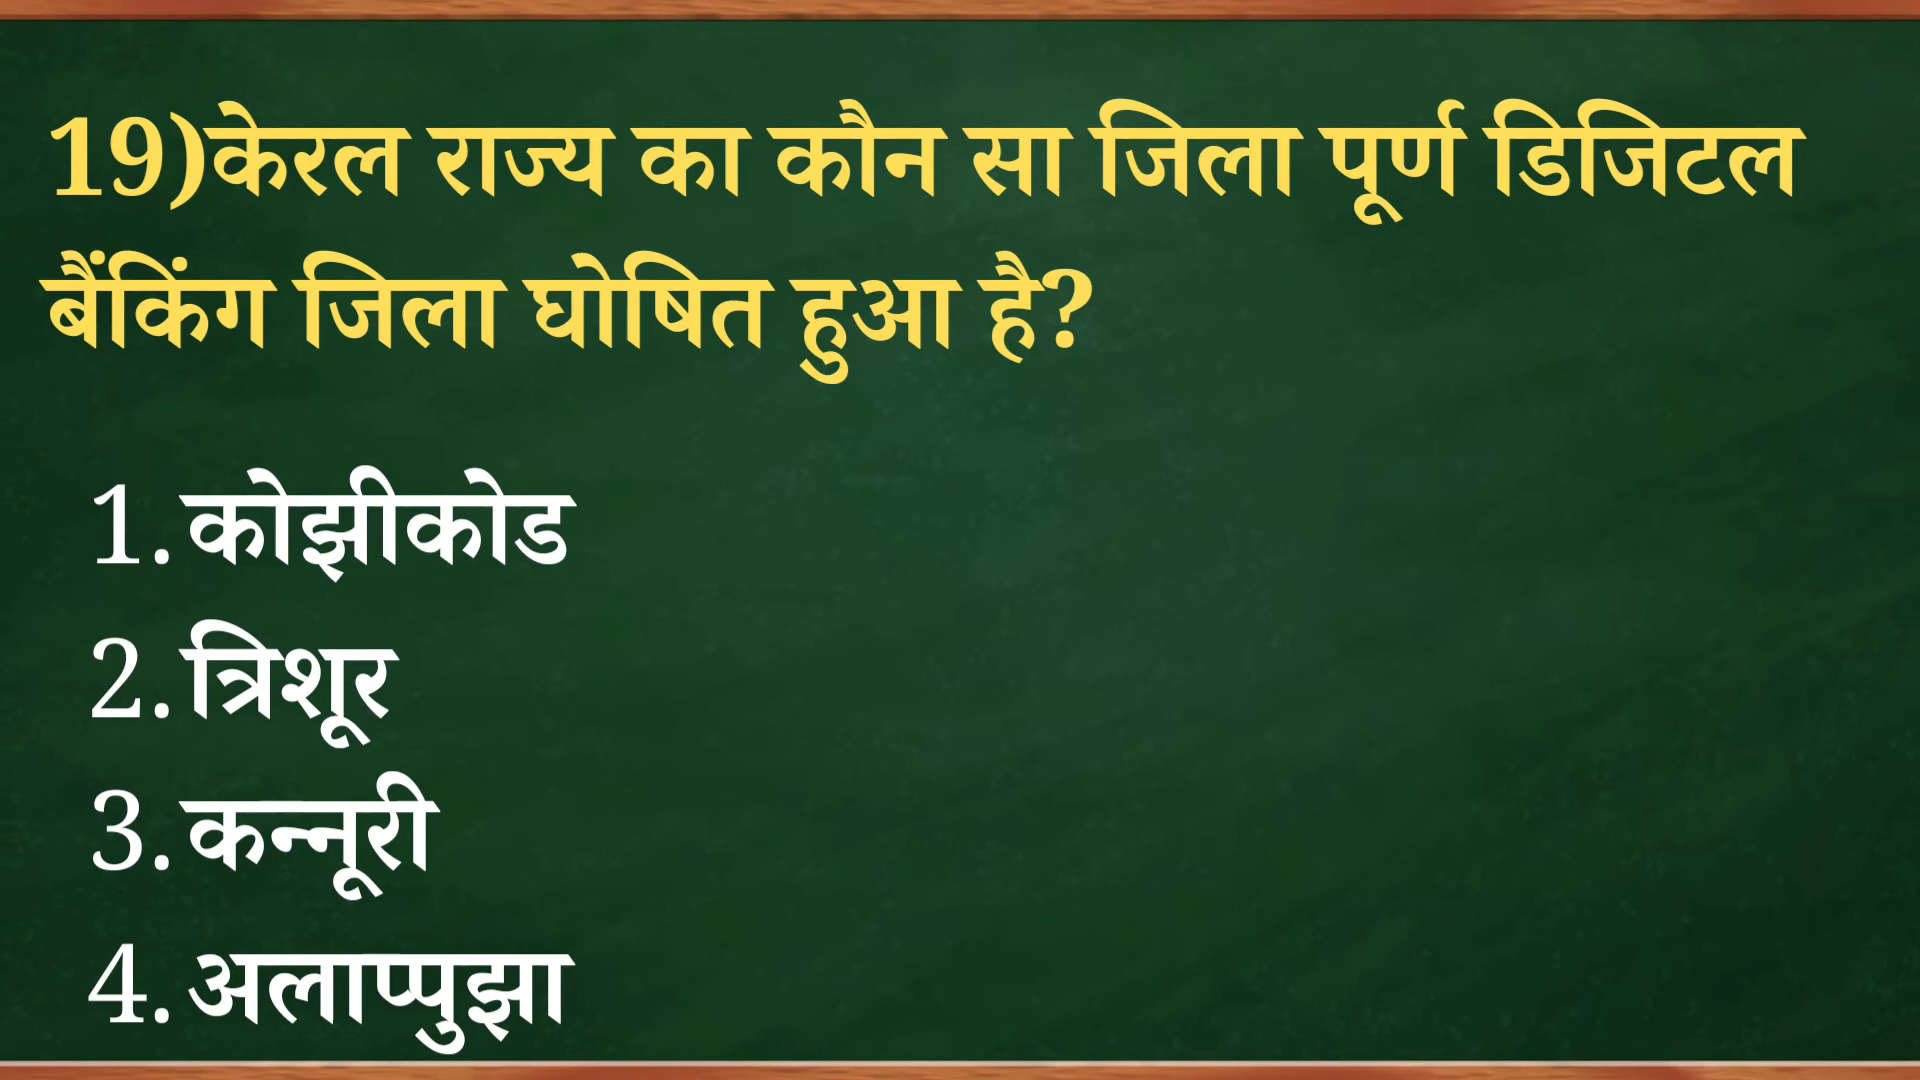 19)केरल राज्य का कौन सा जिला पूर्ण डिजिटल
बैंकिंग जिला घोषित हुआ है?
1. कोझीकोड
2. त्रिशूर
3. कन्नूरी
4. अलाप्पुझा